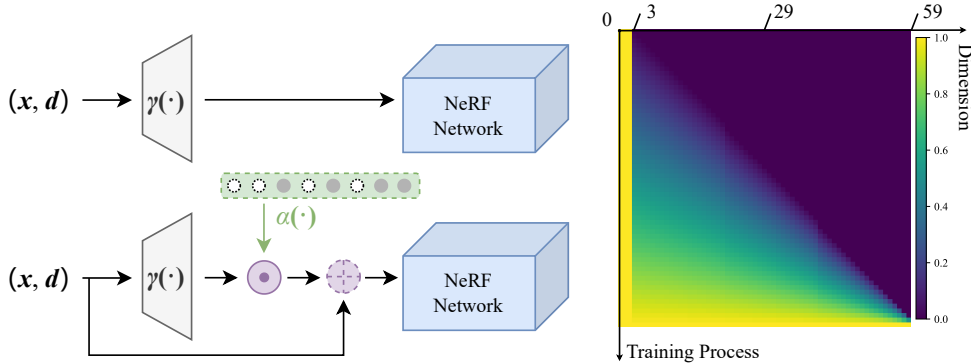 (x, d)
γ(·)
NeRF
Network
α(·)
(x, d)
γ(·)
NeRF
Network
0
3
29
59
Dimension
1.0
0.8
0.6
0.4
0.2
0.0
Training Process